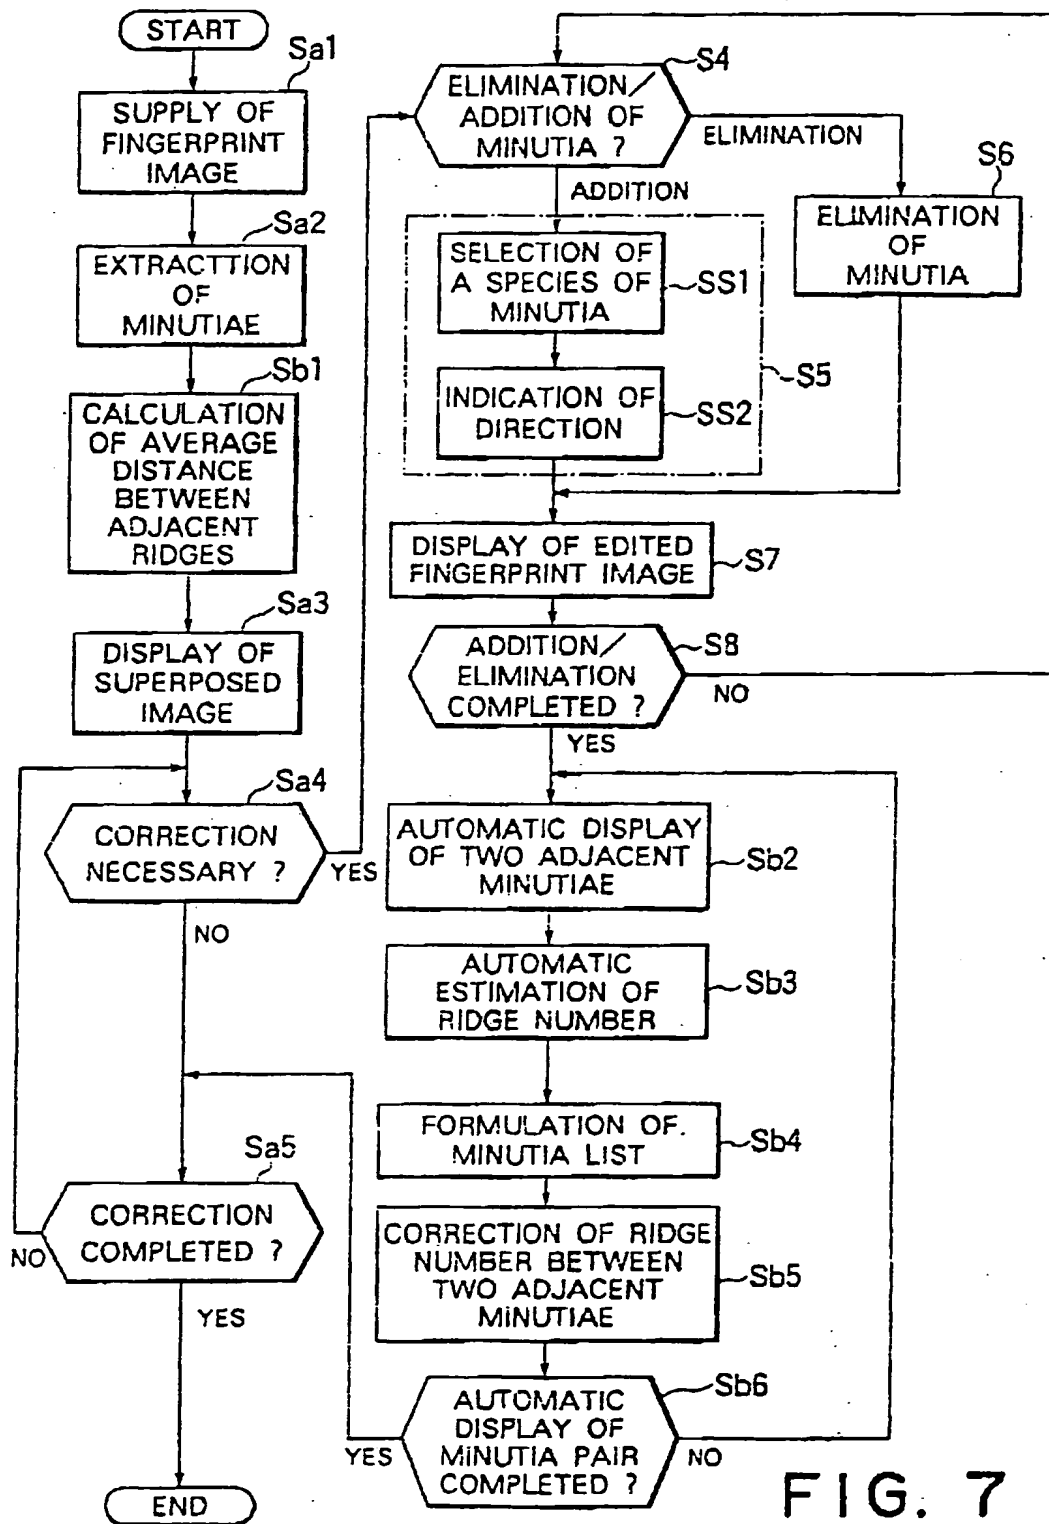 START
Sa1
SUPPLY OF
FINGERPRINT
IMAGE
Sa2
EXTRACTTION
OF
MINUTIAE
Sb1
CALCULATION
OF AVERAGE
DISTANCE
BETWEEN
ADJACENT
RIDGES
Sa3
DISPLAY OF
SUPERPOSED
IMAGE
Sa4
CORRECTION
NECESSARY ?
YES
NO
Sa5
CORRECTION
COMPLETED ?
NO
YES
END
S4
ELIMINATION/
ADDITION OF
MINUTIA ?
ELIMINATION
ADDITION
S6
ELIMINATION
OF
MINUTIA
SELECTION OF
A SPECIES OF
MINUTIA
SS1
S5
INDICATION OF
DIRECTION
SS2
DISPLAY OF EDITED
FINGERPRINT IMAGE
S7
ADDITION/
ELIMINATION
COMPLETED ?
S8
NO
YES
AUTOMATIC DISPLAY
OF TWO ADJACENT
MINUTIAE
Sb2
AUTOMATIC
ESTIMATION OF
RIDGE NUMBER
Sb3
FORMULATION OF.
MINUTIA LIST
Sb4
CORRECTION OF RIDGE
NUMBER BETWEEN
TWO ADJACENT
MINUTIAE
Sb5
AUTOMATIC
DISPLAY OF
MINUTIA PAIR
COMPLETED ?
Sb6
YES
NO
FIG. 7